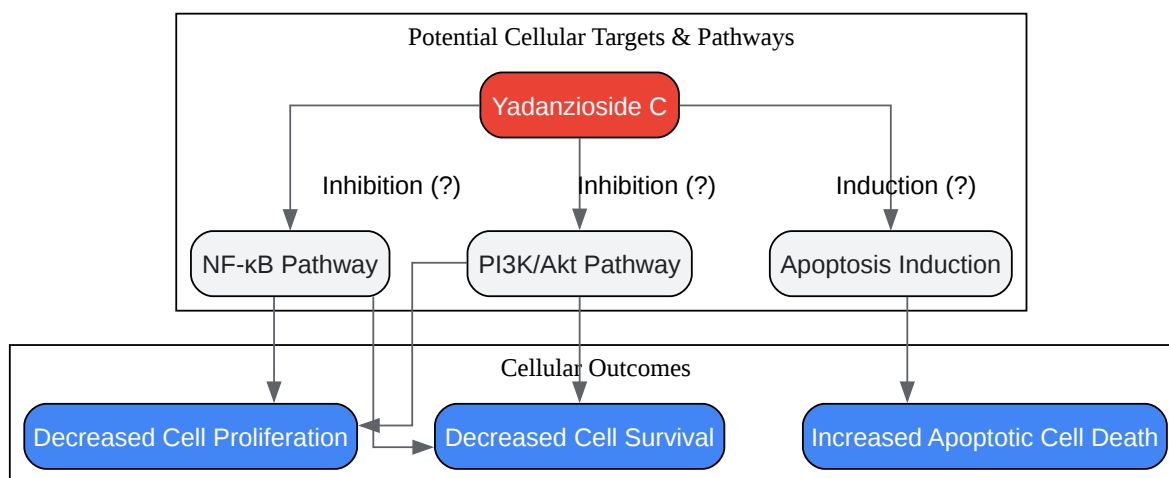 Potential Cellular Targets & Pathways
Yadanzioside C
Inhibition (?)
Inhibition (?)
Induction (?)
NF-κB Pathway
PI3K/Akt Pathway
Apoptosis Induction
Cellular Outcomes
Decreased Cell Proliferation
Decreased Cell Survival
Increased Apoptotic Cell Death